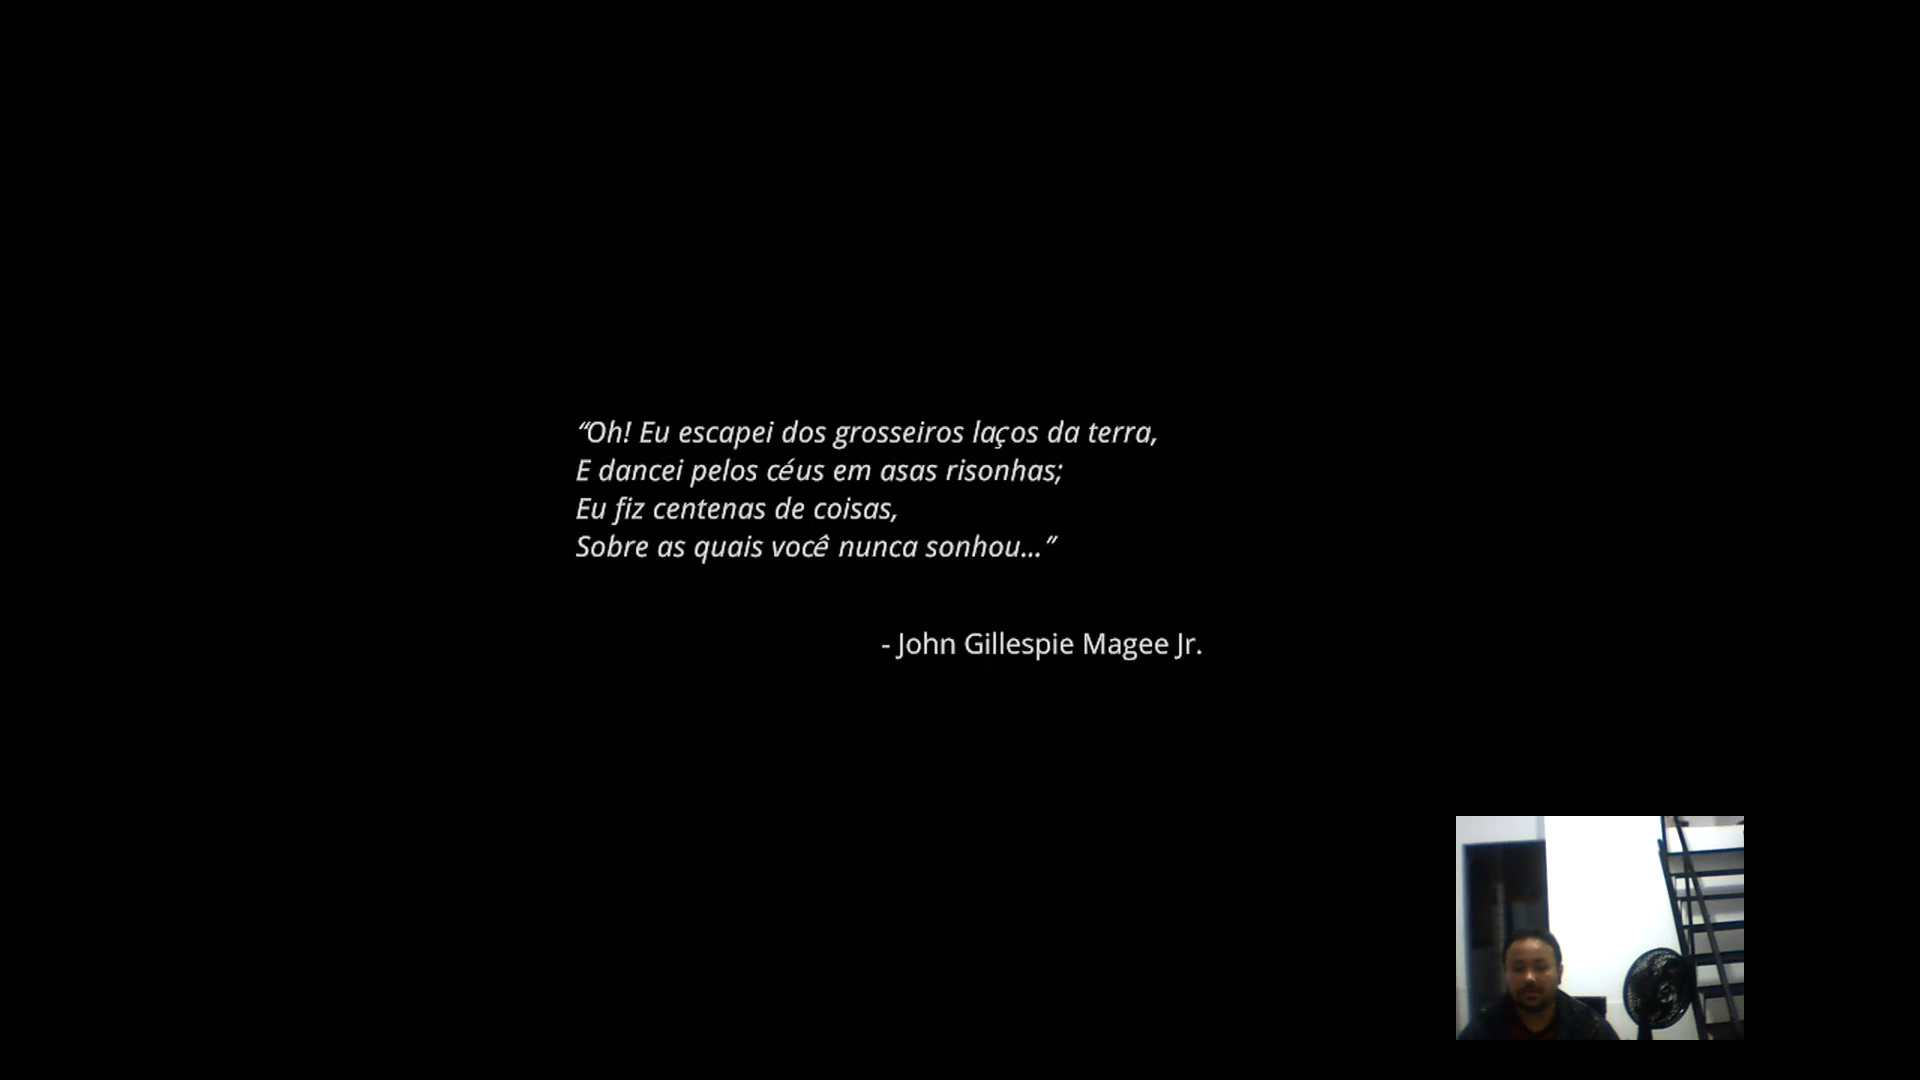 “Oh! Eu escapei dos grosseiros laços da terra,
E dancei pelos céus em asas risonhas;
Eu fiz centenas de coisas,
Sobre as quais você nunca sonhou...”
- John Gillespie Magee Jr.